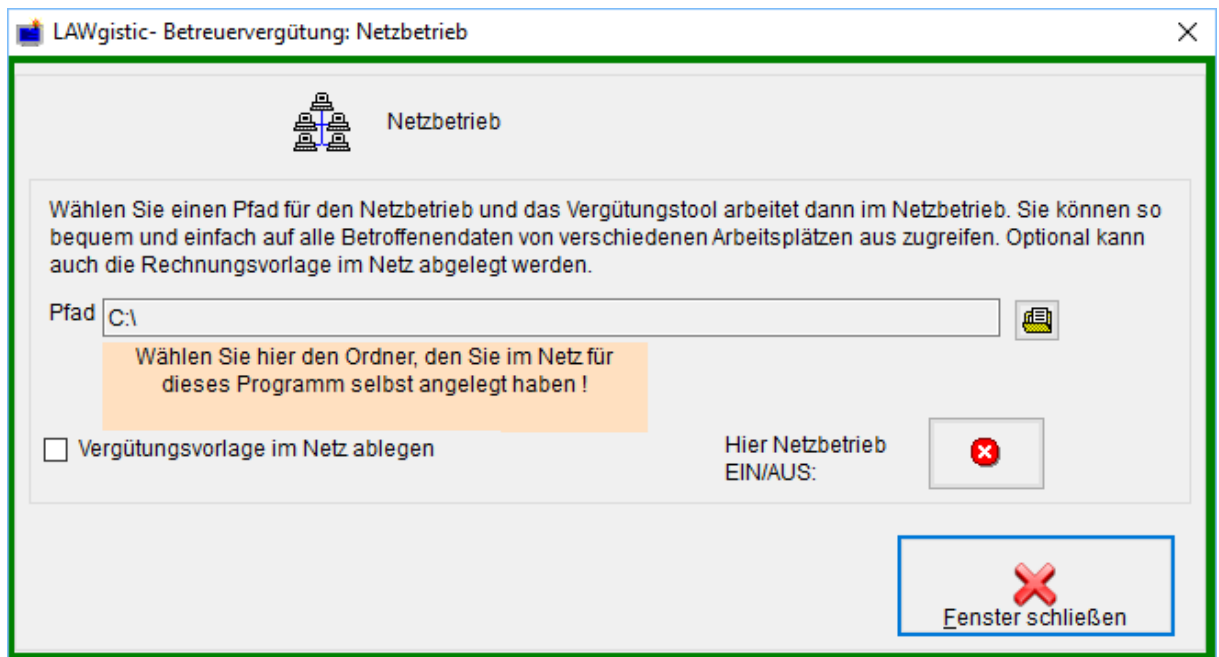 LAWgistic- Betreuervergütung: Netzbetrieb
Netzbetrieb
Wählen Sie einen Pfad für den Netzbetrieb und das Vergütungstool arbeitet dann im Netzbetrieb. Sie können so
bequem und einfach auf alle Betroffenendaten von verschiedenen Arbeitsplätzen aus zugreifen. Optional kann
auch die Rechnungsvorlage im Netz abgelegt werden.
Pfad C:\
Wählen Sie hier den Ordner, den Sie im Netz für
dieses Programm selbst angelegt haben !
Vergütungsvorlage im Netz ablegen
Hier Netzbetrieb
EIN/AUS:
Fenster schließen